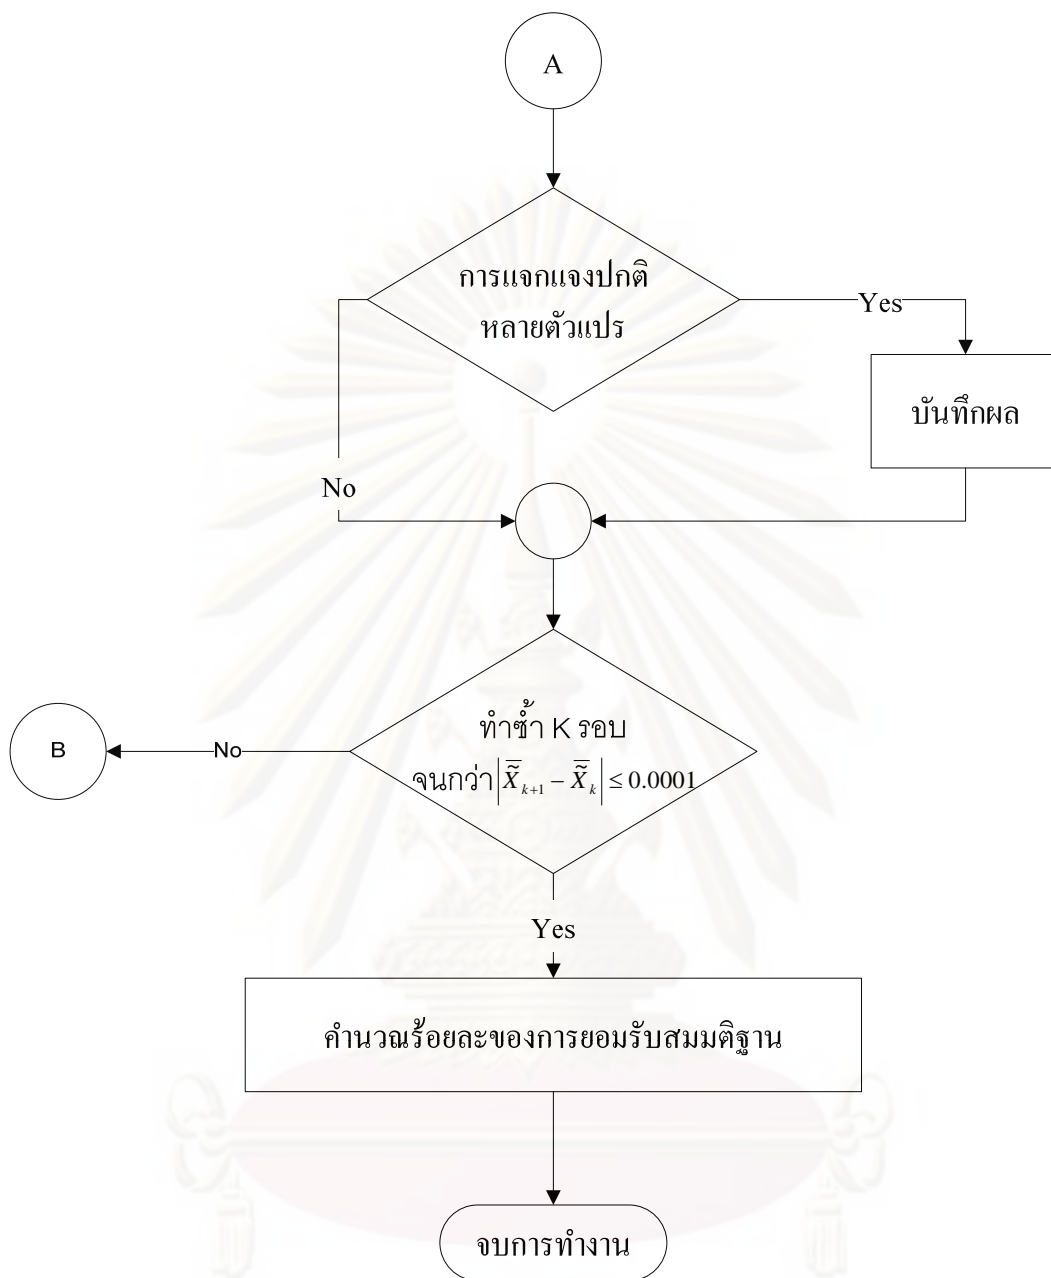 A
การแจกแจงปกติ
หลายตัวแปร
Yes
บันทึกผล
No
ทำซ้ำ K รอบ
จนกว่า |X̃̄ₖ₊₁ − X̃̄ₖ| ≤ 0.0001
B
No
Yes
คำนวณร้อยละของการยอมรับสมมติฐาน
จบการทำงาน